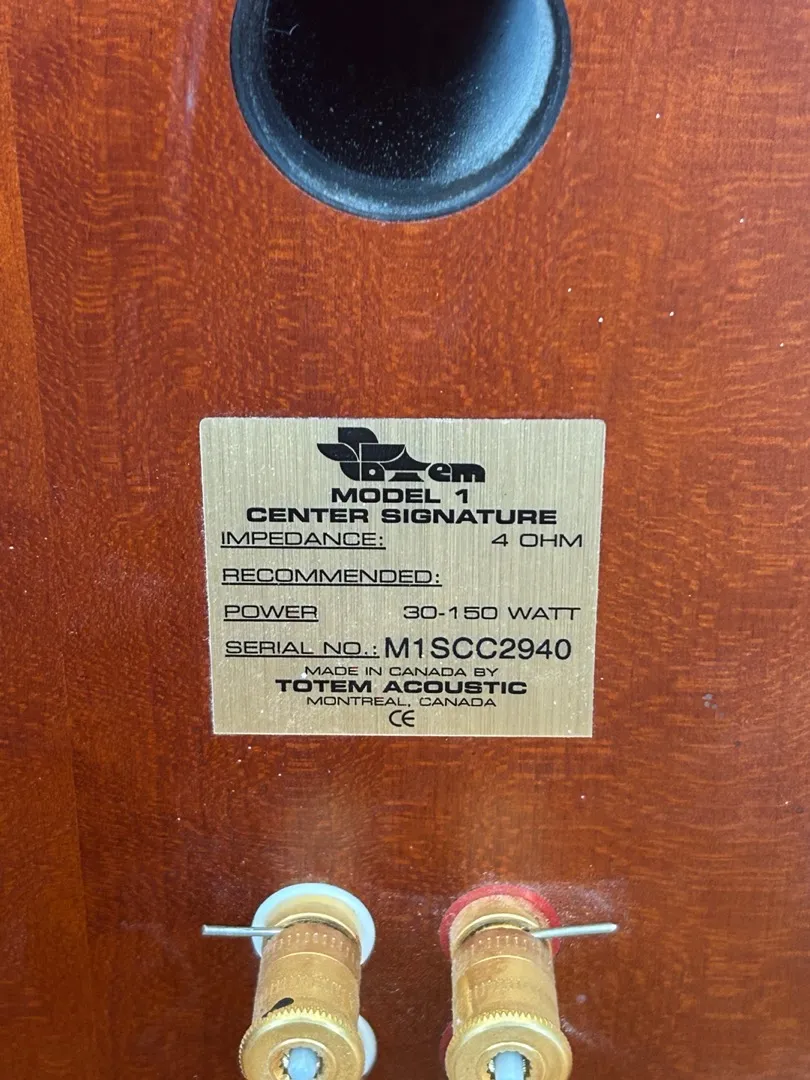 Totem
MODEL 1
CENTER SIGNATURE
IMPEDANCE: 4 OHM
RECOMMENDED:
POWER 30-150 WATT
SERIAL NO.: M1SCC2940
MADE IN CANADA BY
TOTEM ACOUSTIC
MONTREAL, CANADA
CE